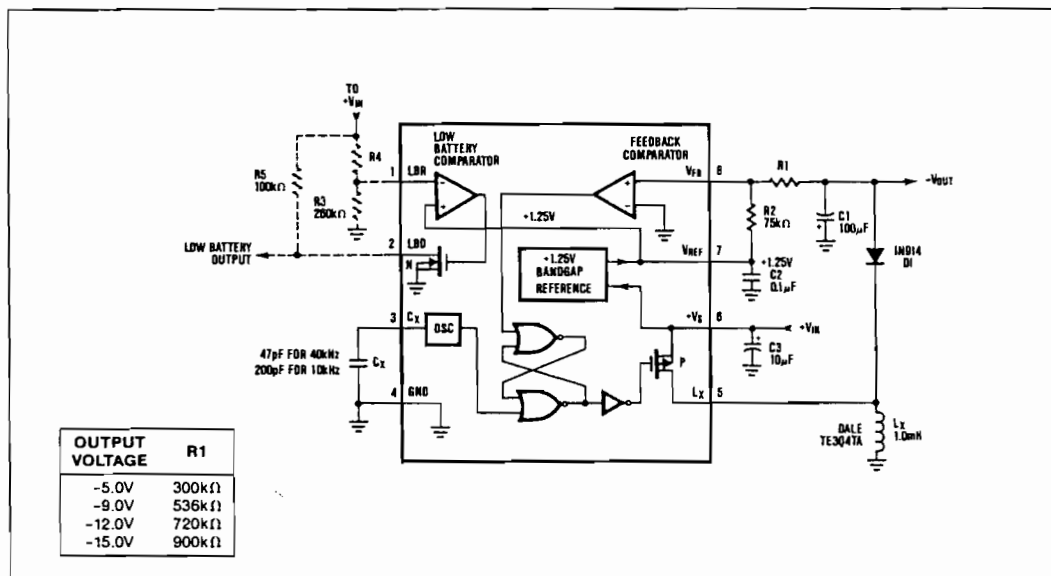 TO
+VIN
R4
R5
100kΩ
R3
260kΩ
LOW BATTERY
OUTPUT
1
LBR
2
LBD
N
3
CX
OSC
47pF FOR 40kHz
200pF FOR 10kHz
CX
4
GND
LOW
BATTERY
COMPARATOR
FEEDBACK
COMPARATOR
-
+
+
-
+1.25V
+1.25V
BANDGAP
REFERENCE
VFB
8
VREF
7
+VS
6
P
LX
5
R1
R2
75kΩ
C1
100µF
+
-VOUT
+1.25V
C2
0.1µF
IN914
D1
+VIN
+
C3
10µF
DALE
TE3Q4TA
LX
1.0mH
OUTPUT
VOLTAGE R1
-5.0V 300kΩ
-9.0V 536kΩ
-12.0V 720kΩ
-15.0V 900kΩ